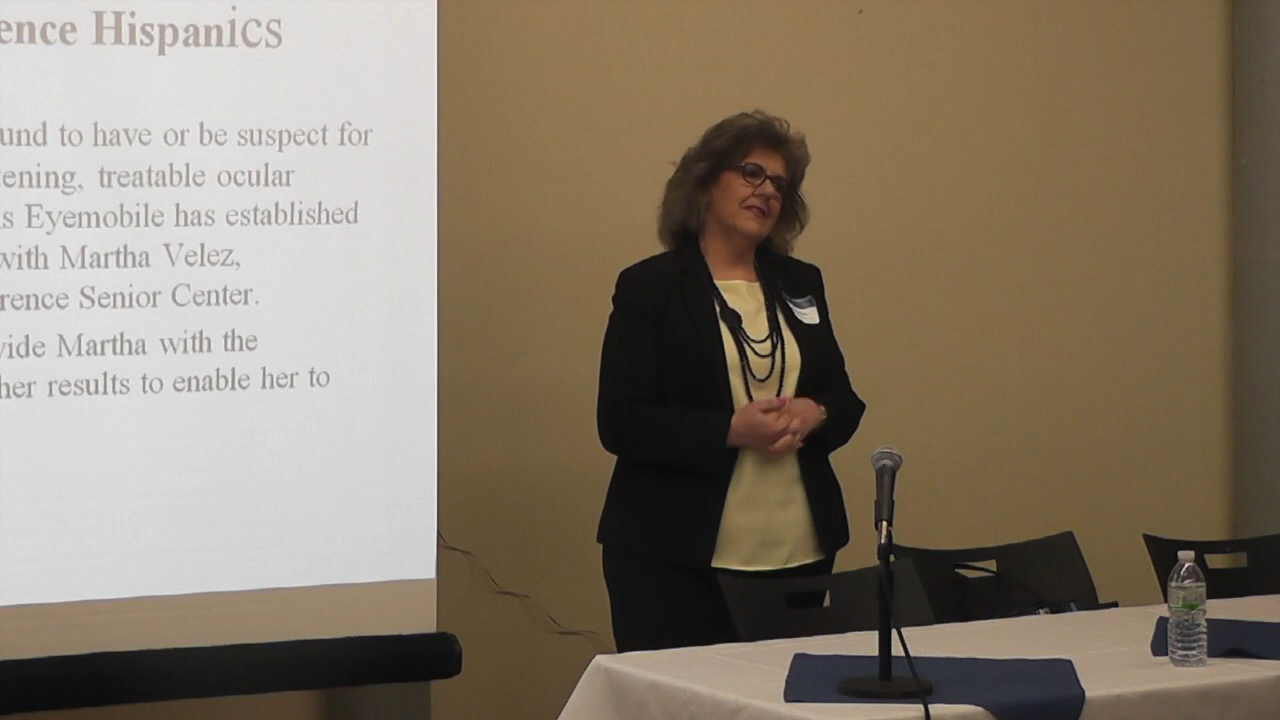 ence Hispanics
und to have or be suspect for
ening, treatable ocular
s Eyemobile has established
with Martha Velez,
rence Senior Center.
vide Martha with the
her results to enable her to